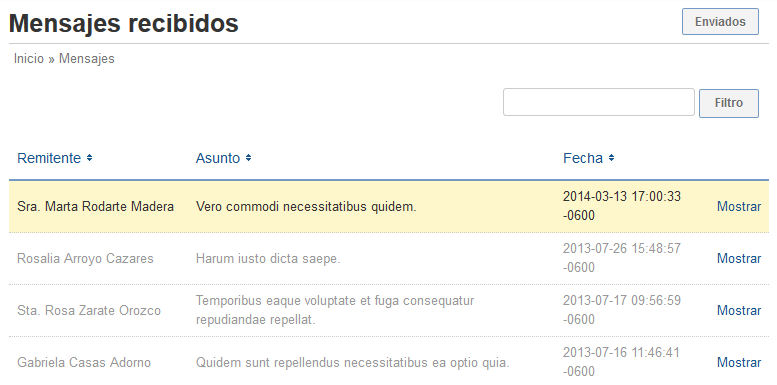 Mensajes recibidos
Enviados
Inicio » Mensajes
Filtro
Remitente
Asunto
Fecha
Sra. Marta Rodarte Madera
Vero commodi necessitatibus quidem.
2014-03-13 17:00:33
-0600
Mostrar
Rosalia Arroyo Cazares
Harum iusto dicta saepe.
2013-07-26 15:48:57
-0600
Mostrar
Sta. Rosa Zarate Orozco
Temporibus eaque voluptate et fuga consequatur
repudiandae repellat.
2013-07-17 09:56:59
-0600
Mostrar
Gabriela Casas Adorno
Quidem sunt repellendus necessitatibus ea optio quia.
2013-07-16 11:46:41
-0600
Mostrar